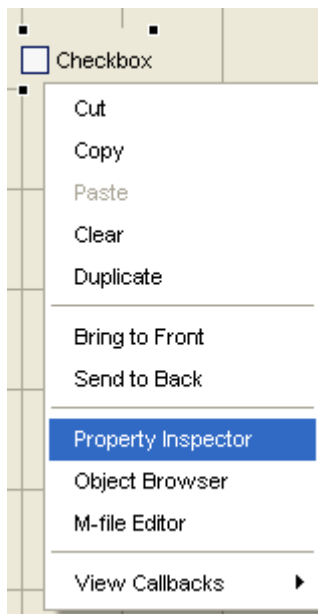 Checkbox
Cut
Copy
Paste
Clear
Duplicate
Bring to Front
Send to Back
Property Inspector
Object Browser
M-file Editor
View Callbacks